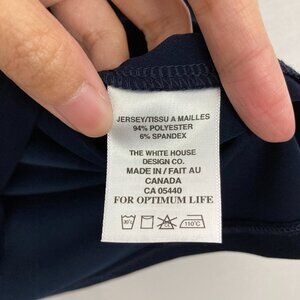 JERSEY/TISSU A MAILLES
94% POLYESTER
6% SPANDEX
THE WHITE HOUSE
DESIGN CO.
MADE IN / FAIT AU
CANADA
CA 05440
FOR OPTIMUM LIFE
30°c 110°C